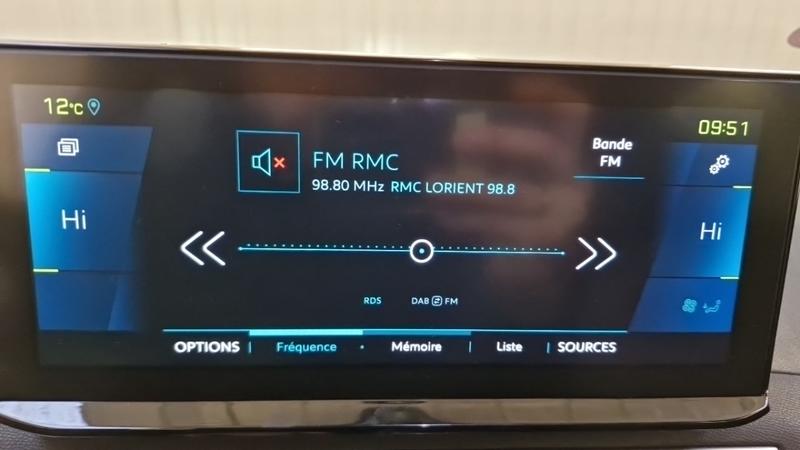 12°C
09:51
Bande
FM
FM RMC
98.80 MHz RMC LORIENT 98.8
Hi
Hi
RDS DAB FM
OPTIONS Fréquence Mémoire Liste SOURCES